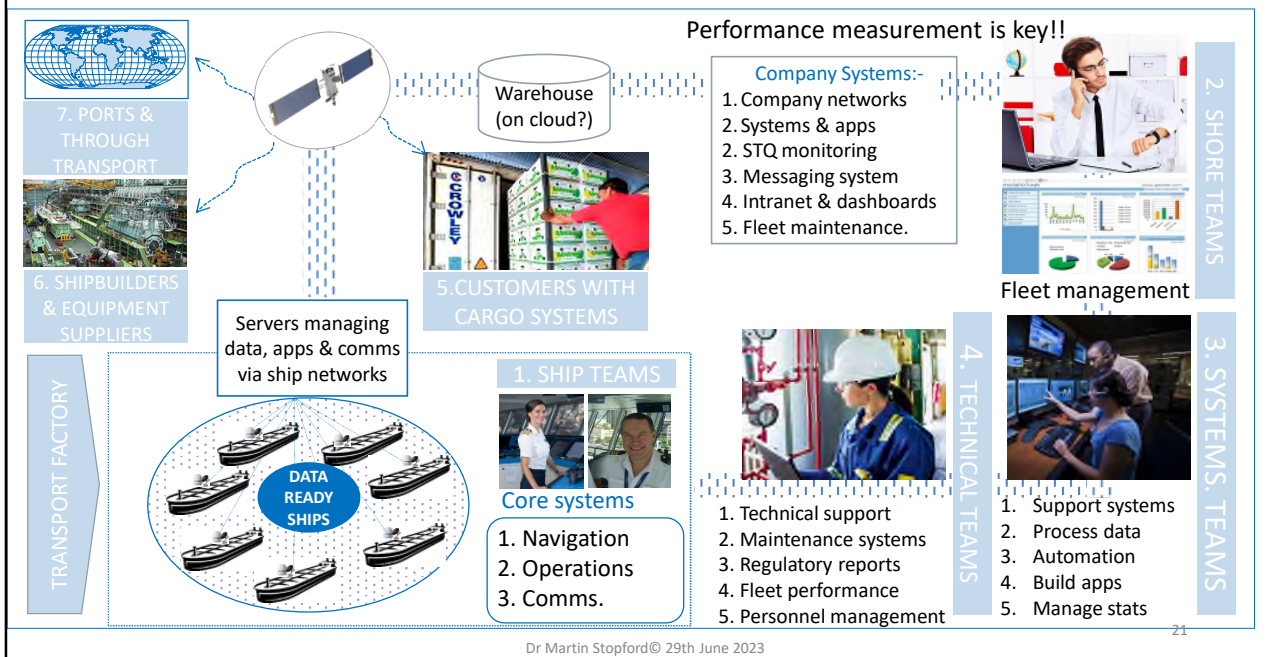 Performance measurement is key!!
7. PORTS &
THROUGH
TRANSPORT
Warehouse
(on cloud?)
Company Systems:-
1. Company networks
2. Systems & apps
2. STQ monitoring
3. Messaging system
4. Intranet & dashboards
5. Fleet maintenance.
2. SHORE TEAMS
Fleet management
CROWLEY
6. SHIPBUILDERS
& EQUIPMENT
SUPPLIERS
5.CUSTOMERS WITH
CARGO SYSTEMS
Servers managing
data, apps & comms
via ship networks
TRANSPORT FACTORY
DATA
READY
SHIPS
1. SHIP TEAMS
Core systems
1. Navigation
2. Operations
3. Comms.
4. TECHNICAL TEAMS
1. Technical support
2. Maintenance systems
3. Regulatory reports
4. Fleet performance
5. Personnel management
3. SYSTEMS. TEAMS
1. Support systems
2. Process data
3. Automation
4. Build apps
5. Manage stats
21
Dr Martin Stopford© 29th June 2023